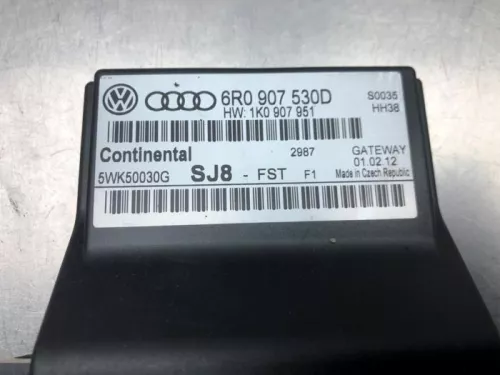 6R0 907 530D S0035
HW: 1K0 907 951 HH38
Continental 2987 GATEWAY
01.02.12
5WK50030G SJ8 - FST F1 Made in Czech Republic